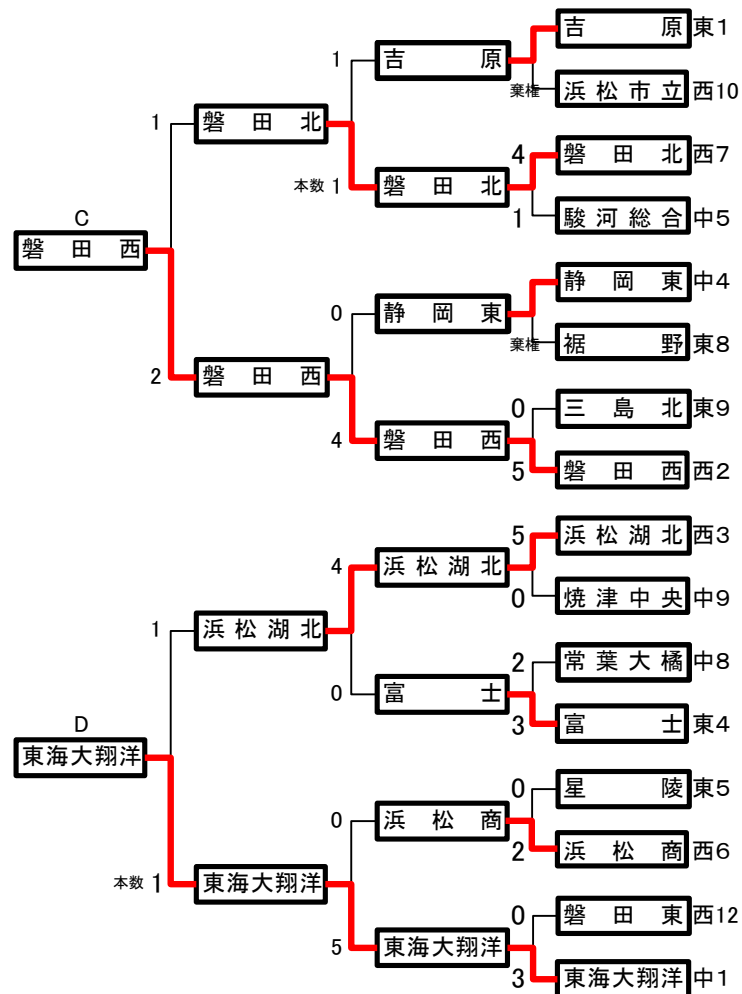 吉原 東1
1 吉原
棄権 浜松市立 西10
1 磐田北
4 磐田北 西7
本数 1 磐田北
1 駿河総合 中5
C
磐田西
静岡東 中4
0 静岡東
棄権 裾野 東8
2 磐田西
0 三島北 東9
4 磐田西
5 磐田西 西2
5 浜松湖北 西3
4 浜松湖北
0 焼津中央 中9
1 浜松湖北
2 常葉大橘 中8
0 富士
3 富士 東4
D
東海大翔洋
0 星陵 東5
0 浜松商
2 浜松商 西6
本数 1 東海大翔洋
0 磐田東 西12
5 東海大翔洋
3 東海大翔洋 中1